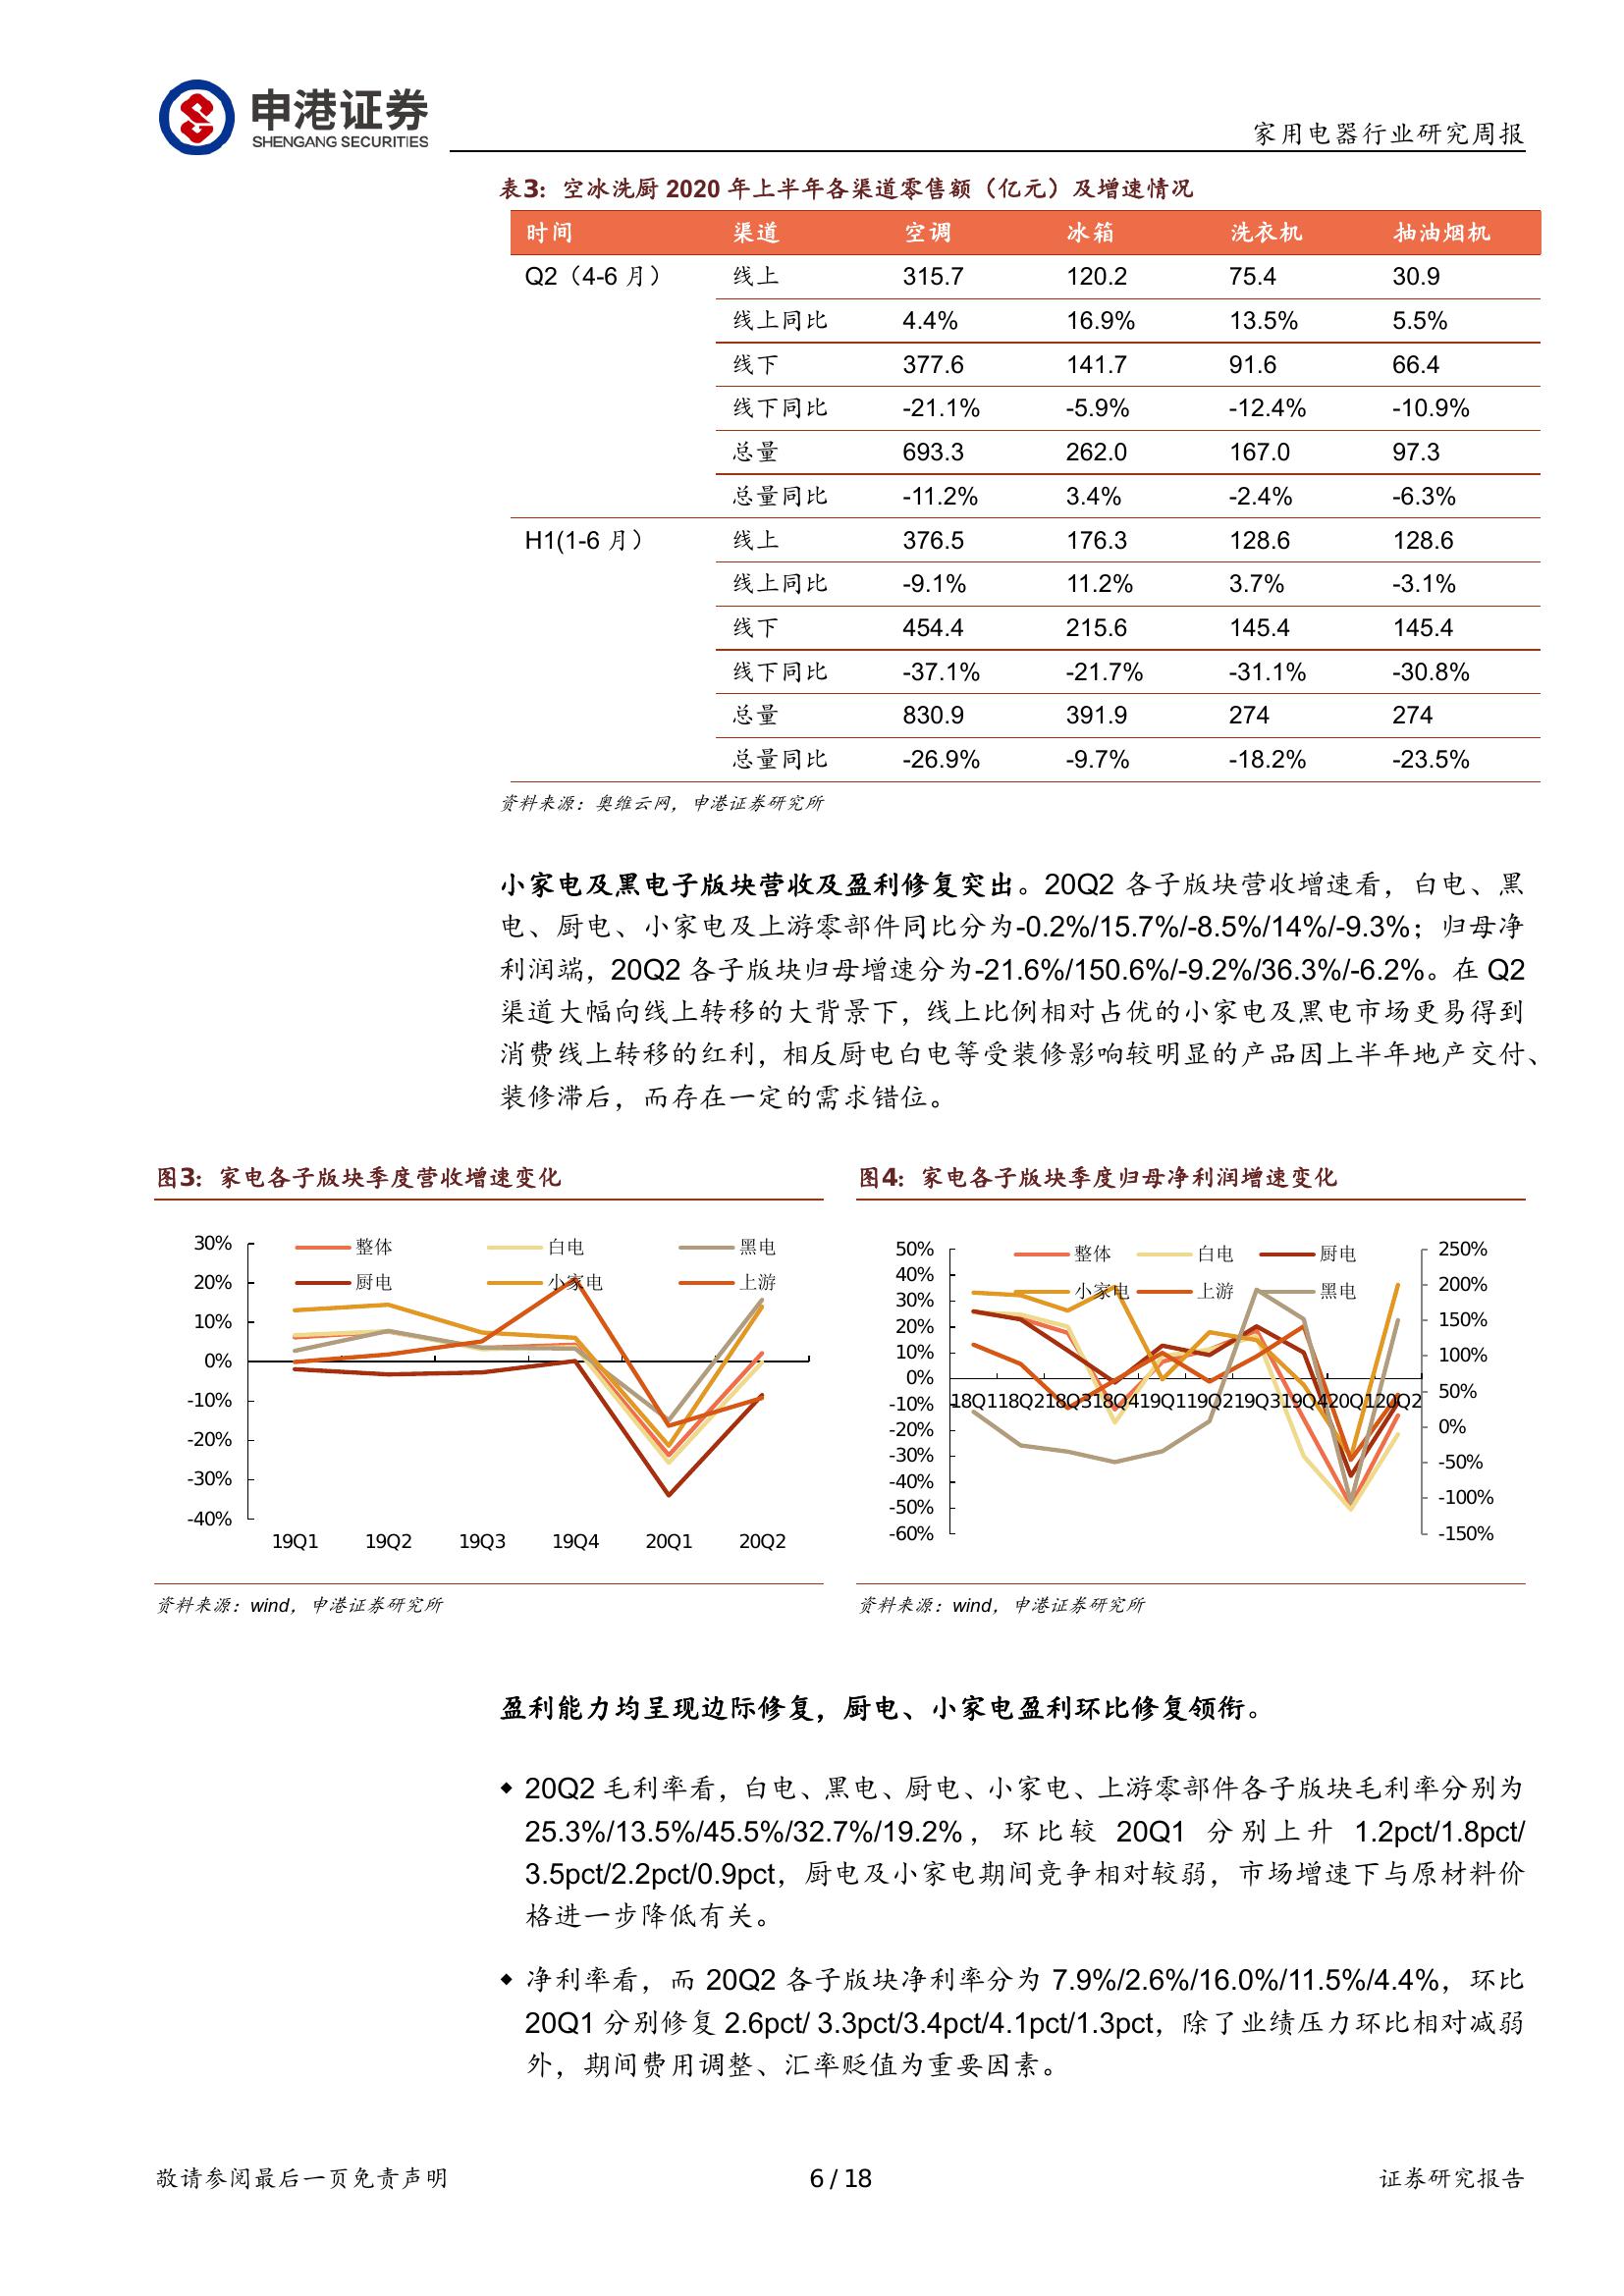 申港证券
SHENGANG SECURITIES
家用电器行业研究周报
表3：空冰洗厨 2020 年上半年各渠道零售额（亿元）及增速情况
时间 渠道 空调 冰箱 洗衣机 抽油烟机
Q2（4-6 月） 线上 315.7 120.2 75.4 30.9
线上同比 4.4% 16.9% 13.5% 5.5%
线下 377.6 141.7 91.6 66.4
线下同比 -21.1% -5.9% -12.4% -10.9%
总量 693.3 262.0 167.0 97.3
总量同比 -11.2% 3.4% -2.4% -6.3%
H1(1-6 月） 线上 376.5 176.3 128.6 128.6
线上同比 -9.1% 11.2% 3.7% -3.1%
线下 454.4 215.6 145.4 145.4
线下同比 -37.1% -21.7% -31.1% -30.8%
总量 830.9 391.9 274 274
总量同比 -26.9% -9.7% -18.2% -23.5%
资料来源：奥维云网，申港证券研究所
小家电及黑电子版块营收及盈利修复突出。20Q2 各子版块营收增速看，白电、黑
电、厨电、小家电及上游零部件同比分为-0.2%/15.7%/-8.5%/14%/-9.3%；归母净
利润端，20Q2 各子版块归母增速分为-21.6%/150.6%/-9.2%/36.3%/-6.2%。在 Q2
渠道大幅向线上转移的大背景下，线上比例相对占优的小家电及黑电市场更易得到
消费线上转移的红利，相反厨电白电等受装修影响较明显的产品因上半年地产交付、
装修滞后，而存在一定的需求错位。
图3：家电各子版块季度营收增速变化
30%
20%
10%
0%
-10%
-20%
-30%
-40%
整体 白电 黑电
厨电 小家电 上游
19Q1 19Q2 19Q3 19Q4 20Q1 20Q2
资料来源：wind，申港证券研究所
图4：家电各子版块季度归母净利润增速变化
50%
40%
30%
20%
10%
0%
-10%
-20%
-30%
-40%
-50%
-60%
整体 白电 厨电
小家电 上游 黑电
18Q1 18Q2 18Q3 18Q4 19Q1 19Q2 19Q3 19Q4 20Q1 20Q2
250%
200%
150%
100%
50%
0%
-50%
-100%
-150%
资料来源：wind，申港证券研究所
盈利能力均呈现边际修复，厨电、小家电盈利环比修复领衔。
◆ 20Q2 毛利率看，白电、黑电、厨电、小家电、上游零部件各子版块毛利率分别为
25.3%/13.5%/45.5%/32.7%/19.2%，环比较 20Q1 分别上升 1.2pct/1.8pct/
3.5pct/2.2pct/0.9pct，厨电及小家电期间竞争相对较弱，市场增速下与原材料价
格进一步降低有关。
◆ 净利率看，而 20Q2 各子版块净利率分为 7.9%/2.6%/16.0%/11.5%/4.4%，环比
20Q1 分别修复 2.6pct/ 3.3pct/3.4pct/4.1pct/1.3pct，除了业绩压力环比相对减弱
外，期间费用调整、汇率贬值为重要因素。
敬请参阅最后一页免责声明
6 / 18
证券研究报告